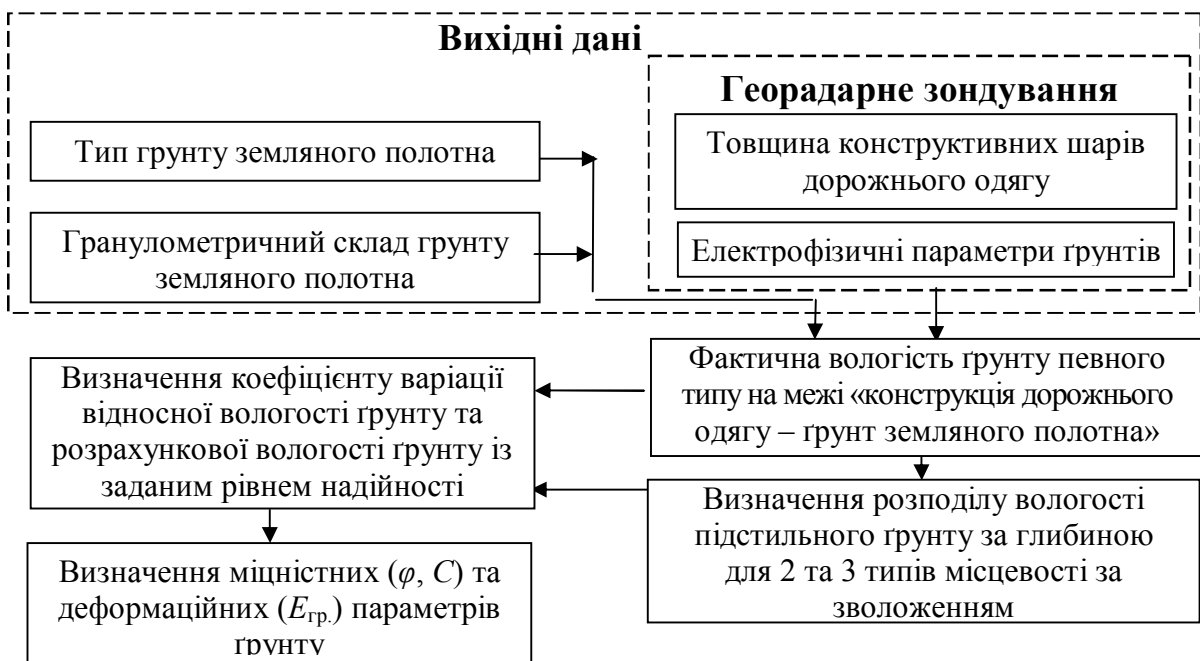 Вихідні дані
Георадарне зондування
Тип грунту земляного полотна
Товщина конструктивних шарів
дорожнього одягу
Гранулометричний склад грунту
земляного полотна
Електрофізичні параметри ґрунтів
Визначення коефіцієнту варіації
відносної вологості ґрунту та
розрахункової вологості ґрунту із
заданим рівнем надійності
Фактична вологість ґрунту певного
типу на межі «конструкція дорожнього
одягу – ґрунт земляного полотна»
Визначення розподілу вологості
підстильного ґрунту за глибиною
для 2 та 3 типів місцевості за
зволоженням
Визначення міцністних (φ, C) та
деформаційних (Eгр.) параметрів
ґрунту